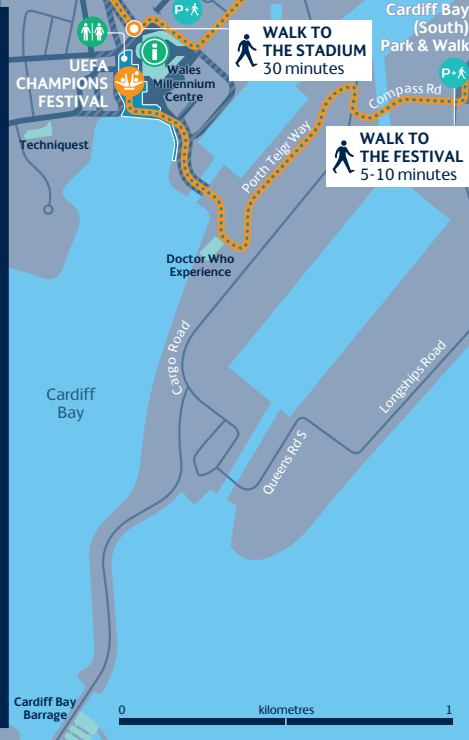 P+
Cardiff Bay
(South)
Park & Walk
WALK TO
THE STADIUM
30 minutes
i
UEFA
CHAMPIONS
FESTIVAL
Wales
Millennium
Centre
P+
Compass Rd
Techniquest
Porth Teigr Way
WALK TO
THE FESTIVAL
5-10 minutes
Doctor Who
Experience
Cargo Road
Cardiff
Bay
Longships Road
Queens Rd S
Cardiff Bay
Barrage
0 kilometres 1